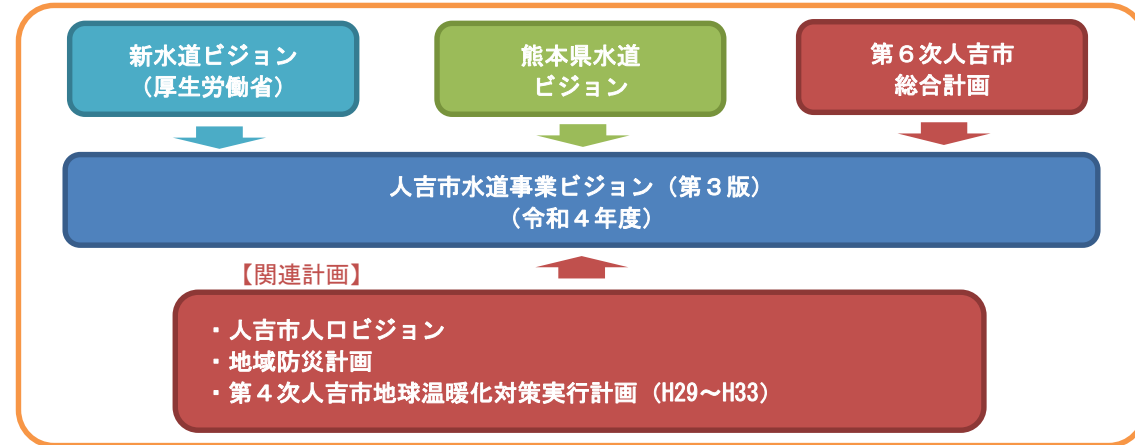 新水道ビジョン
（厚生労働省）
熊本県水道
ビジョン
第６次人吉市
総合計画
人吉市水道事業ビジョン（第３版）
（令和４年度）
【関連計画】
・人吉市人口ビジョン
・地域防災計画
・第４次人吉市地球温暖化対策実行計画（H29～H33）